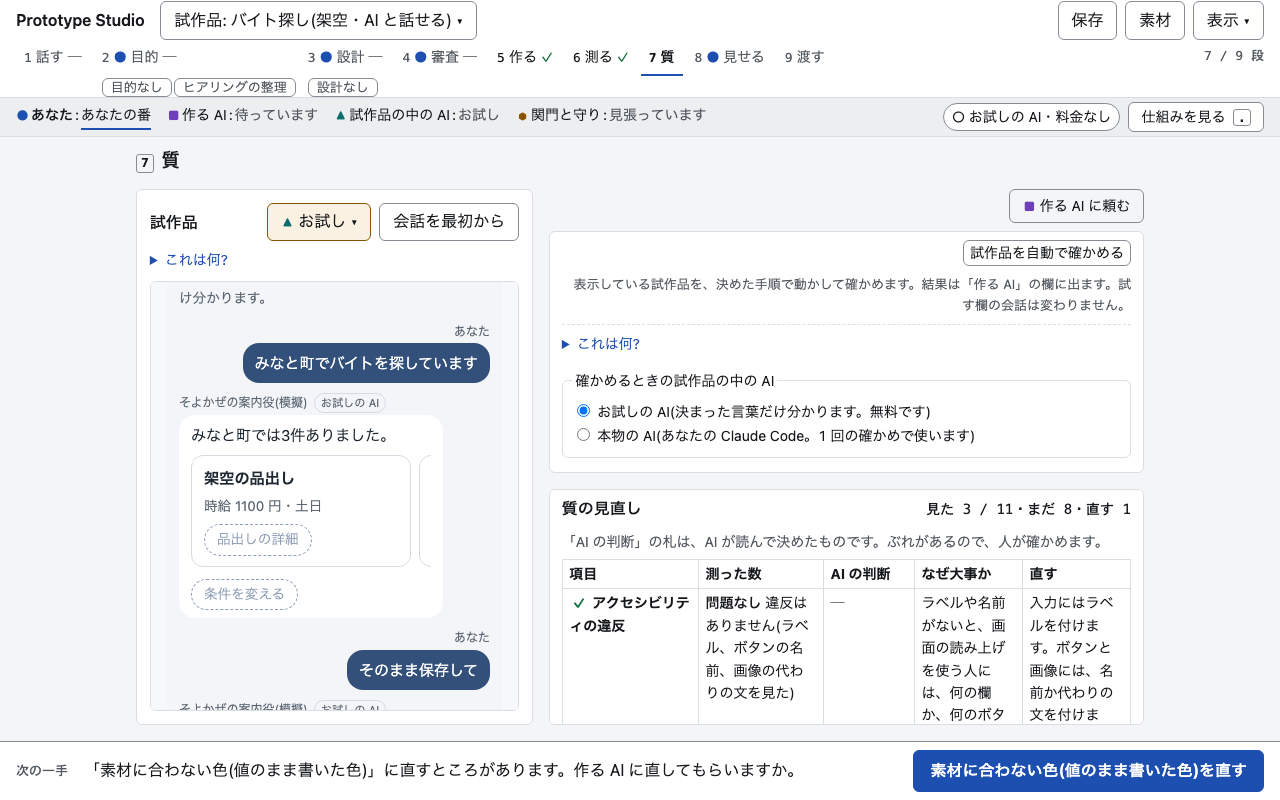 Prototype Studio
試作品: バイト探し(架空・AI と話せる) ▾
保存
素材
表示 ▾
1 話す —
2 目的 —
3 設計 —
4 審査 —
5 作る ✓
6 測る ✓
7 質
8 見せる
9 渡す
7 / 9 段
目的なし
ヒアリングの整理
設計なし
あなた: あなたの番
作る AI: 待っています
試作品の中の AI: お試し
関門と守り: 見張っています
お試しの AI・料金なし
仕組みを見る .
7 質
試作品
お試し ▾
会話を最初から
これは何?
け分かります。
あなた
みなと町でバイトを探しています
そよかぜの案内役(模擬) お試しの AI
みなと町では3件ありました。
架空の品出し
時給 1100 円・土日
品出しの詳細
条件を変える
あなた
そのまま保存して
そよかぜの案内役(模擬) お試しの AI
作る AI に頼む
試作品を自動で確かめる
表示している試作品を、決めた手順で動かして確かめます。結果は「作る AI」の欄に出ます。試
す欄の会話は変わりません。
これは何?
確かめるときの試作品の中の AI
お試しの AI(決まった言葉だけ分かります。無料です)
本物の AI(あなたの Claude Code。1 回の確かめで使います)
質の見直し
見た 3 / 11・まだ 8・直す 1
「AI の判断」の札は、AI が読んで決めたものです。ぶれがあるので、人が確かめます。
項目
測った数
AI の判断
なぜ大事か
直す
✓ アクセシビリテ
ィの違反
問題なし 違反は
ありません(ラベ
ル、ボタンの名
前、画像の代わ
りの文を見た)
—
ラベルや名前
がないと、画
面の読み上げ
を使う人に
は、何の欄
か、何のボタ
入力にはラベ
ルを付けま
す。ボタンと
画像には、名
前か代わりの
文を付けま
次の一手
「素材に合わない色(値のまま書いた色)」に直すところがあります。作る AI に直してもらいますか。
素材に合わない色(値のまま書いた色)を直す